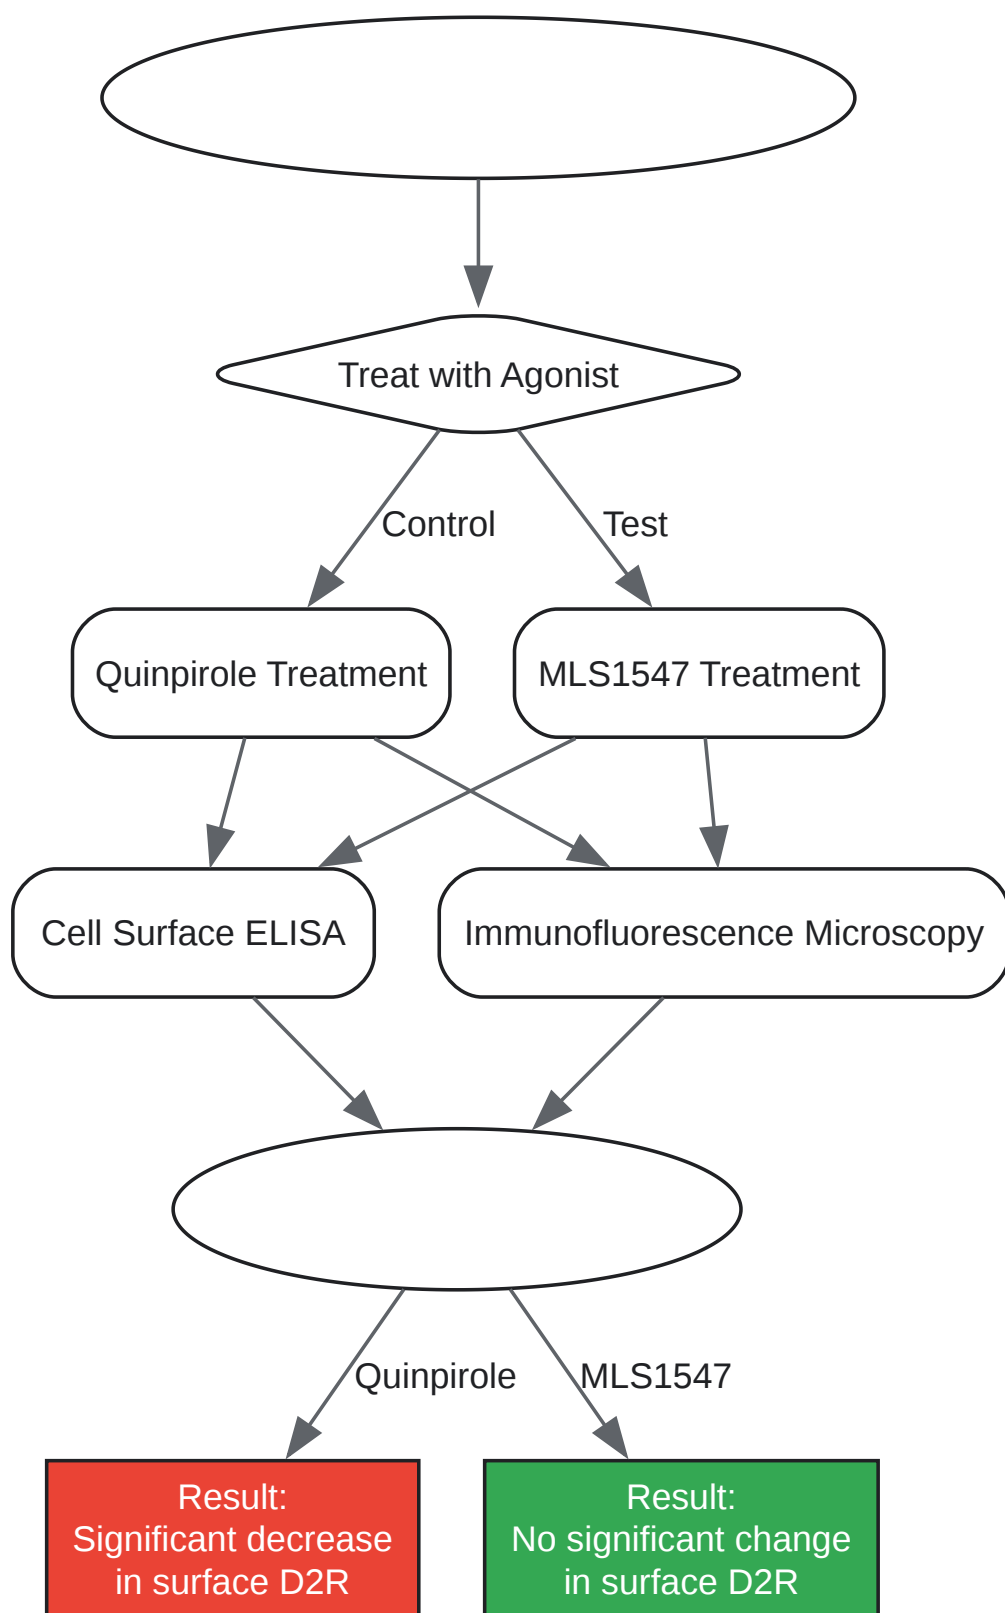 Treat with Agonist
Control
Test
Quinpirole Treatment
MLS1547 Treatment
Cell Surface ELISA
Immunofluorescence Microscopy
Quinpirole
MLS1547
Result:
Significant decrease
in surface D2R
Result:
No significant change
in surface D2R